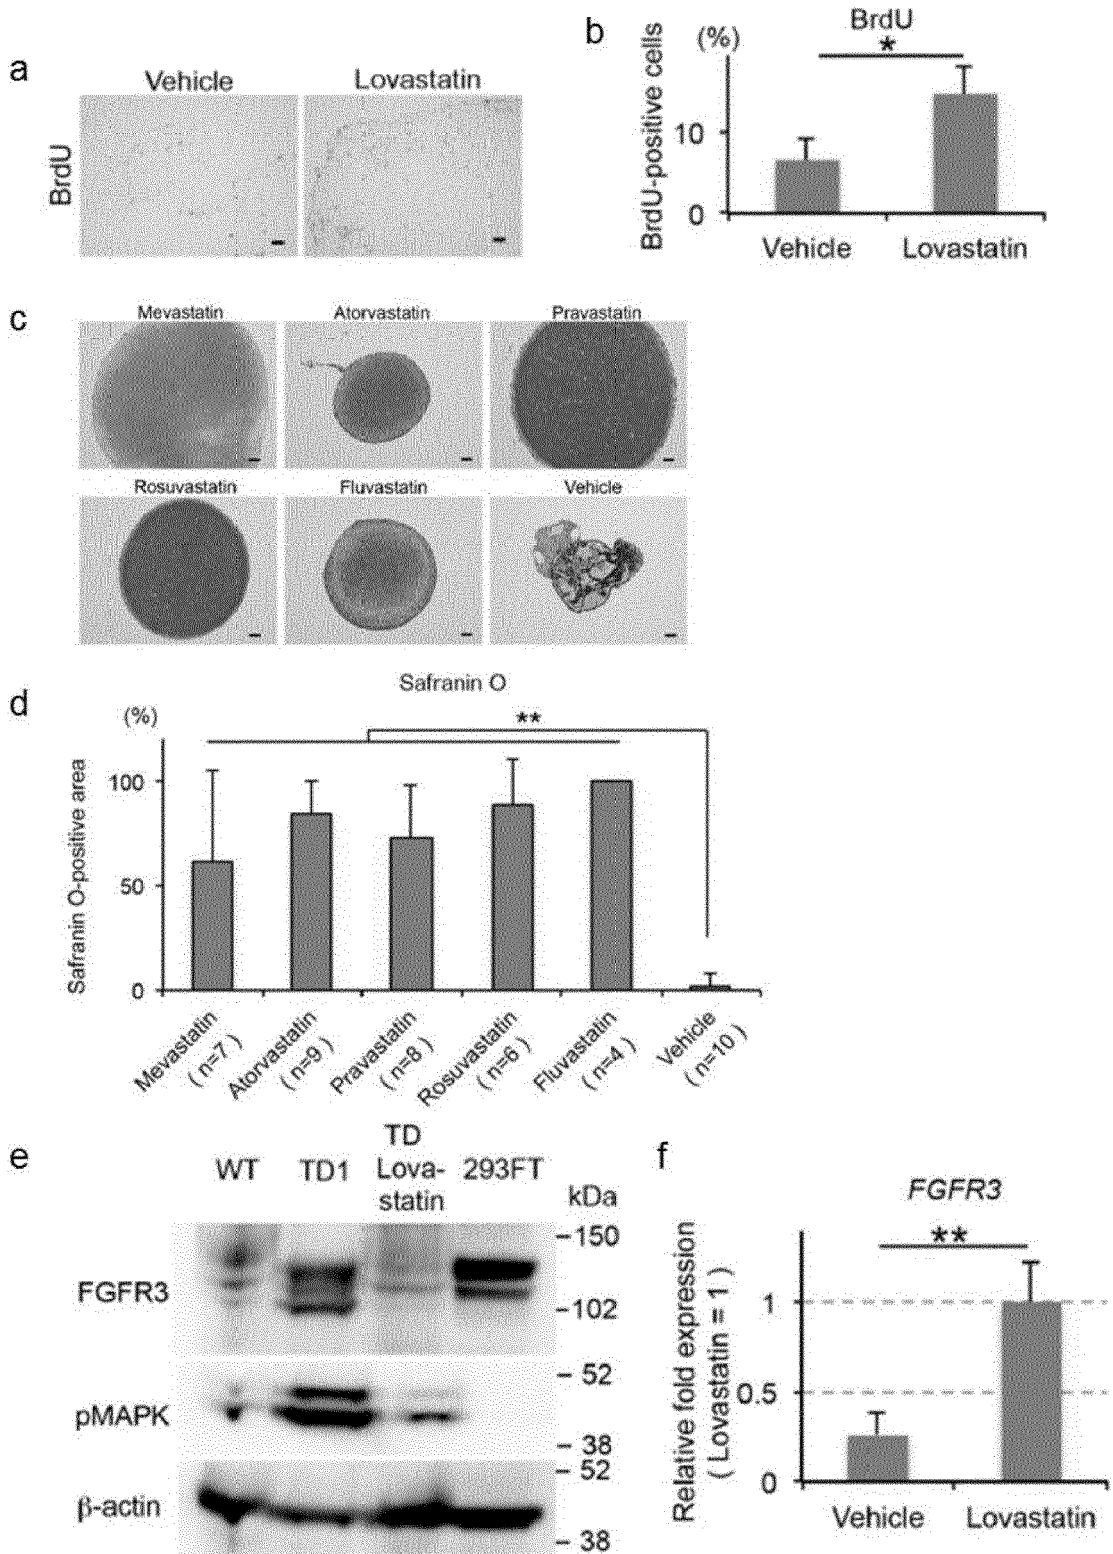 a
Vehicle
Lovastatin
BrdU
b
BrdU
(%)
*
BrdU-positive cells
10
0
Vehicle
Lovastatin
c
Mevastatin
Atorvastatin
Pravastatin
Rosuvastatin
Fluvastatin
Vehicle
d
Safranin O
(%)
**
Safranin O-positive area
100
50
0
Mevastatin
( n=7 )
Atorvastatin
( n=9 )
Pravastatin
( n=8 )
Rosuvastatin
( n=6 )
Fluvastatin
( n=4 )
Vehicle
( n=10 )
e
WT
TD1
TD
Lova-
statin
293FT
kDa
FGFR3
150
102
pMAPK
52
38
β-actin
52
38
f
FGFR3
**
Relative fold expression
( Lovastatin = 1 )
1
0.5
0
Vehicle
Lovastatin